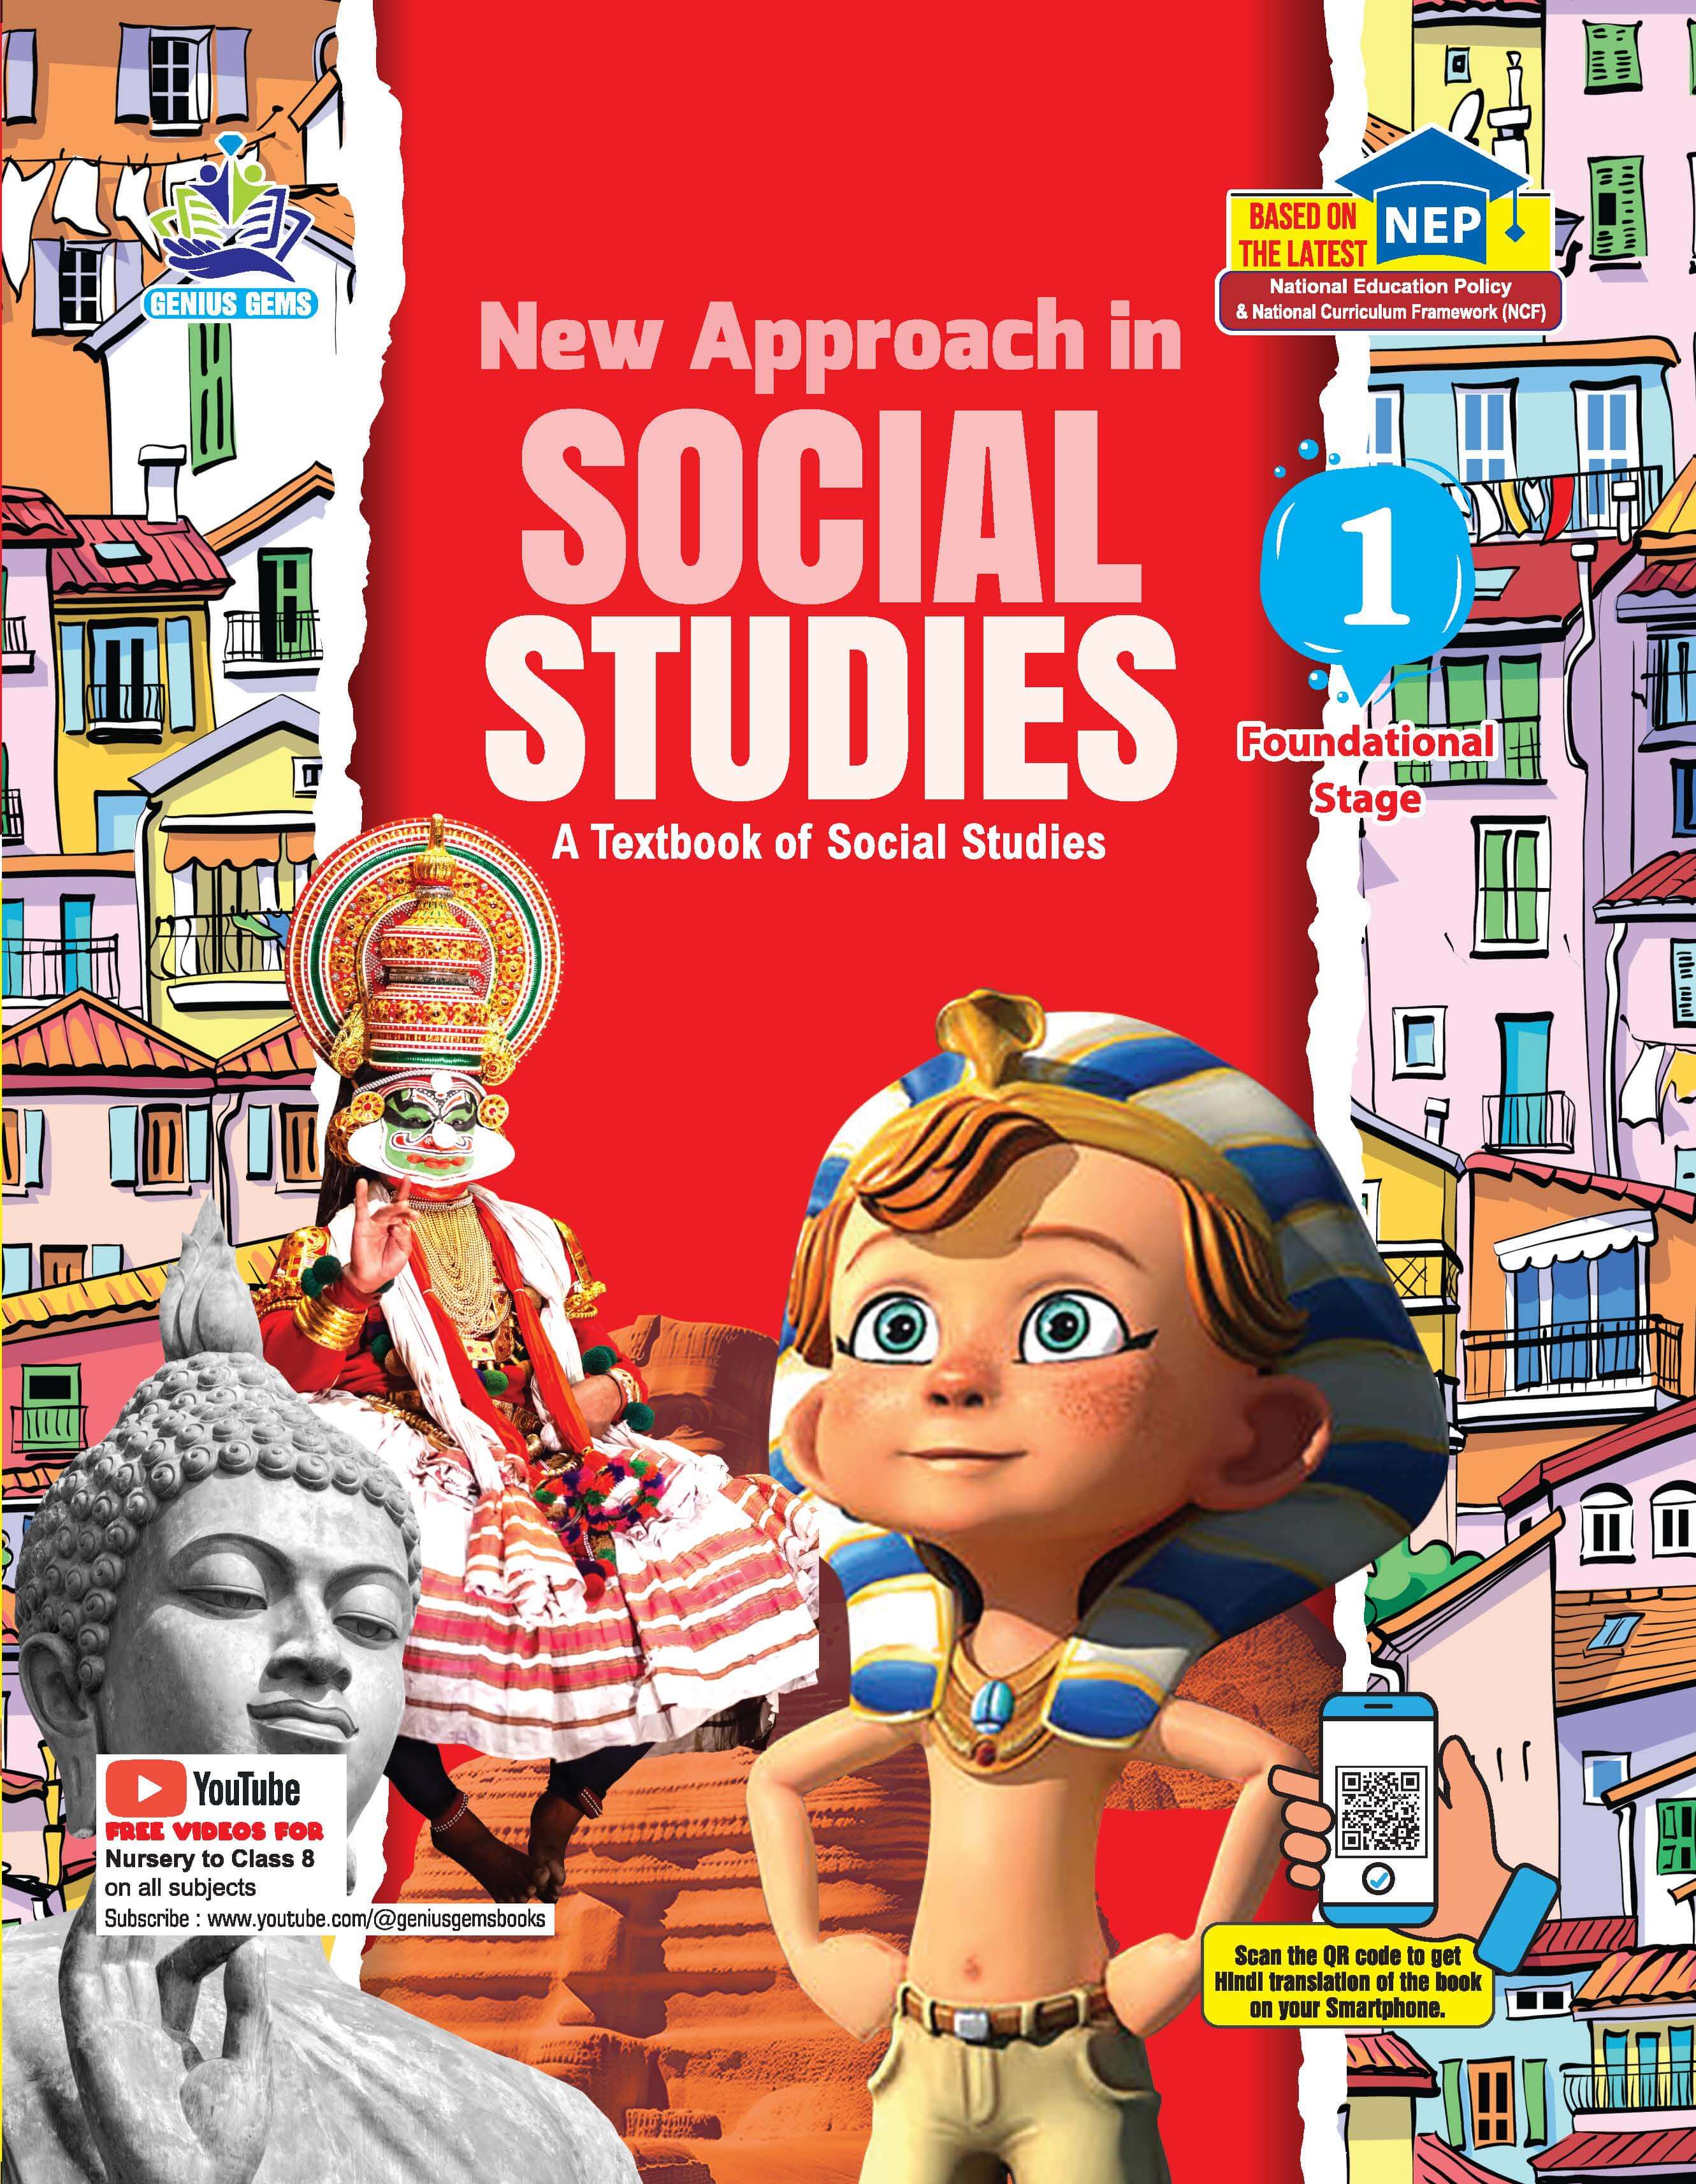 GENIUS GEMS
BASED ON
THE LATEST
NEP
National Education Policy
& National Curriculum Framework (NCF)
New Approach in
SOCIAL
STUDIES
A Textbook of Social Studies
1
Foundational
Stage
YouTube
FREE VIDEOS FOR
Nursery to Class 8
on all subjects
Subscribe : www.youtube.com/@geniusgemsbooks
Scan the QR code to get
Hindi translation of the book
on your Smartphone.